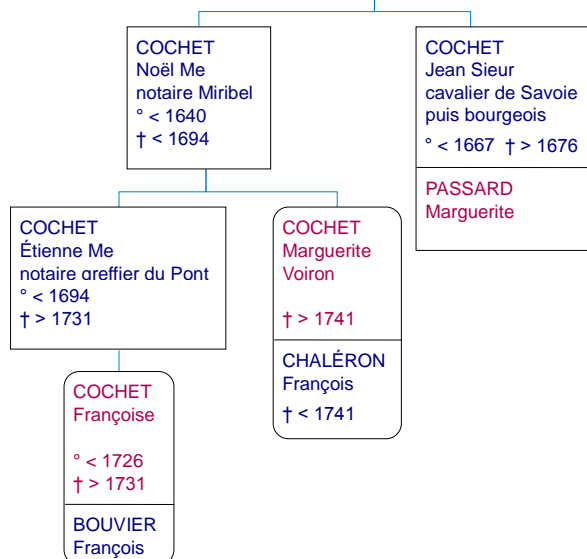 COCHET
Noël Me
notaire Miribel
° < 1640
† < 1694
COCHET
Jean Sieur
cavalier de Savoie
puis bourgeois
° < 1667 † > 1676
PASSARD
Marguerite
COCHET
Étienne Me
notaire greffier du Pont
° < 1694
† > 1731
COCHET
Marguerite
Voiron
† > 1741
CHALÉRON
François
† < 1741
COCHET
Françoise
° < 1726
† > 1731
BOUVIER
François